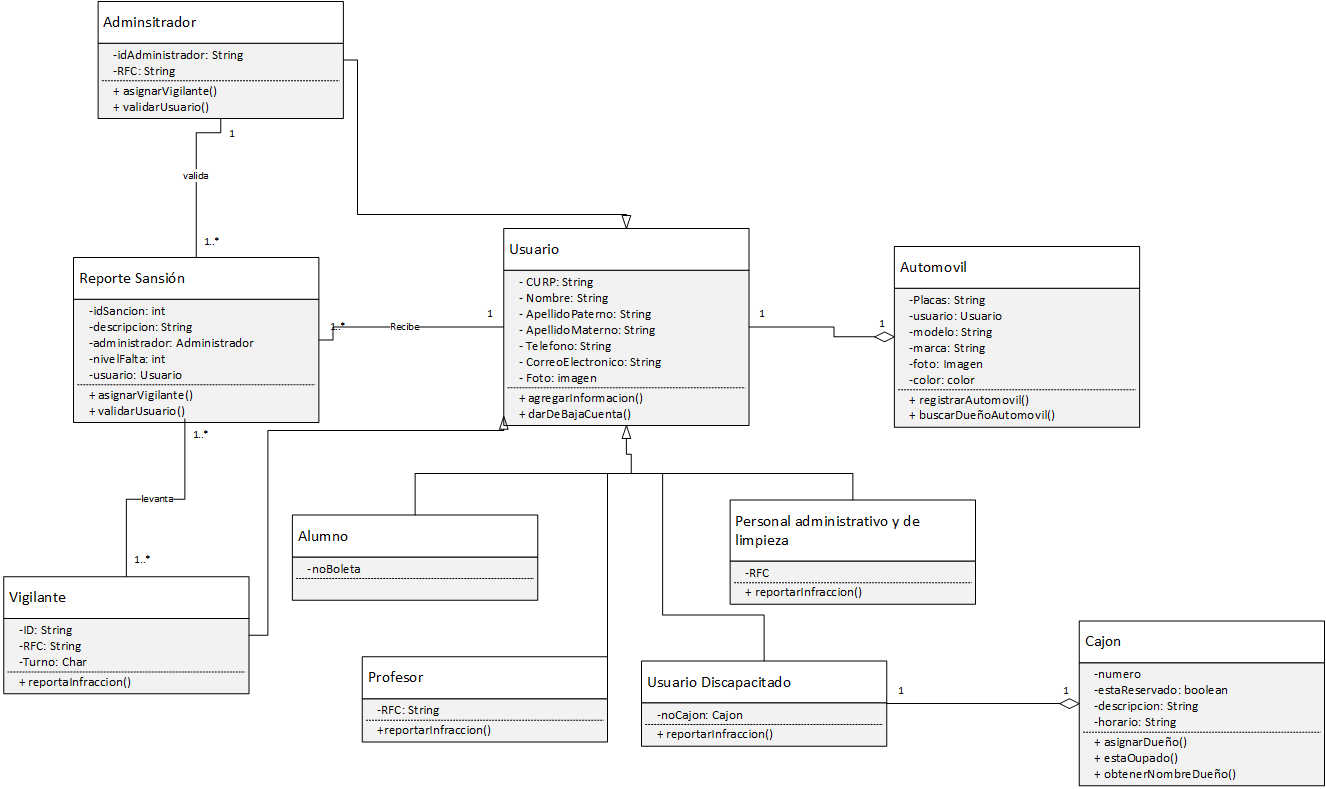 Adminsitrador
-idAdministrador: String
-RFC: String
+ asignarVigilante()
+ validarUsuario()
1
valida
1..*
Reporte Sansión
-idSancion: int
-descripcion: String
-administrador: Administrador
-nivelFalta: int
-usuario: Usuario
+ asignarVigilante()
+ validarUsuario()
1..*
Recibe
1
Usuario
- CURP: String
- Nombre: String
- ApellidoPaterno: String
- ApellidoMaterno: String
- Telefono: String
- CorreoElectronico: String
- Foto: imagen
+ agregarInformacion()
+ darDeBajaCuenta()
1
1
Automovil
-Placas: String
-usuario: Usuario
-modelo: String
-marca: String
-foto: Imagen
-color: color
+ registrarAutomovil()
+ buscarDueñoAutomovil()
1..*
levanta
1..*
Vigilante
-ID: String
-RFC: String
-Turno: Char
+ reportaInfraccion()
Alumno
-noBoleta
Personal administrativo y de
limpieza
-RFC
+ reportarInfraccion()
Profesor
-RFC: String
+reportarInfraccion()
Usuario Discapacitado
-noCajon: Cajon
+ reportarInfraccion()
1
1
Cajon
-numero
-estaReservado: boolean
-descripcion: String
-horario: String
+ asignarDueño()
+ estaOupado()
+ obtenerNombreDueño()